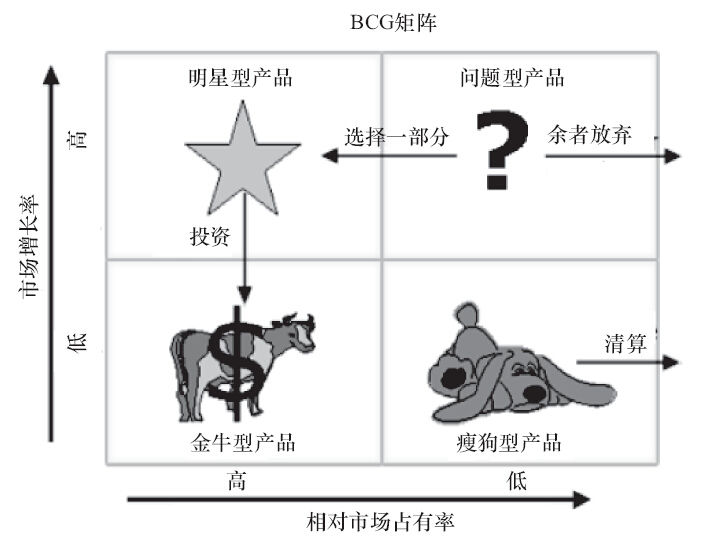 BCG矩阵
明星型产品
问题型产品
高
选择一部分
余者放弃
?
市场增长率
投资
低
$
清算
金牛型产品
瘦狗型产品
高
低
相对市场占有率